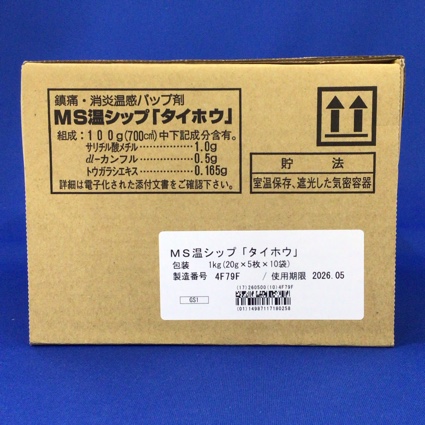 鎮痛・消炎温感パップ剤
MS温シップ「タイホウ」
組成:100g(700c㎡)中下記成分含有。
サリチル酸メチル………………1.0g
dl-カンフル………………0.5g
トウガラシエキス………………0.165g
詳細は電子化された添付文書をご確認下さい。
貯法
室温保存、遮光した気密容器
MS温シップ「タイホウ」
包装 1kg(20g×5枚×10袋)
製造番号 4F79F / 使用期限 2026.05
(17)260500(10)4F79F
GS1
(01)14987117180258